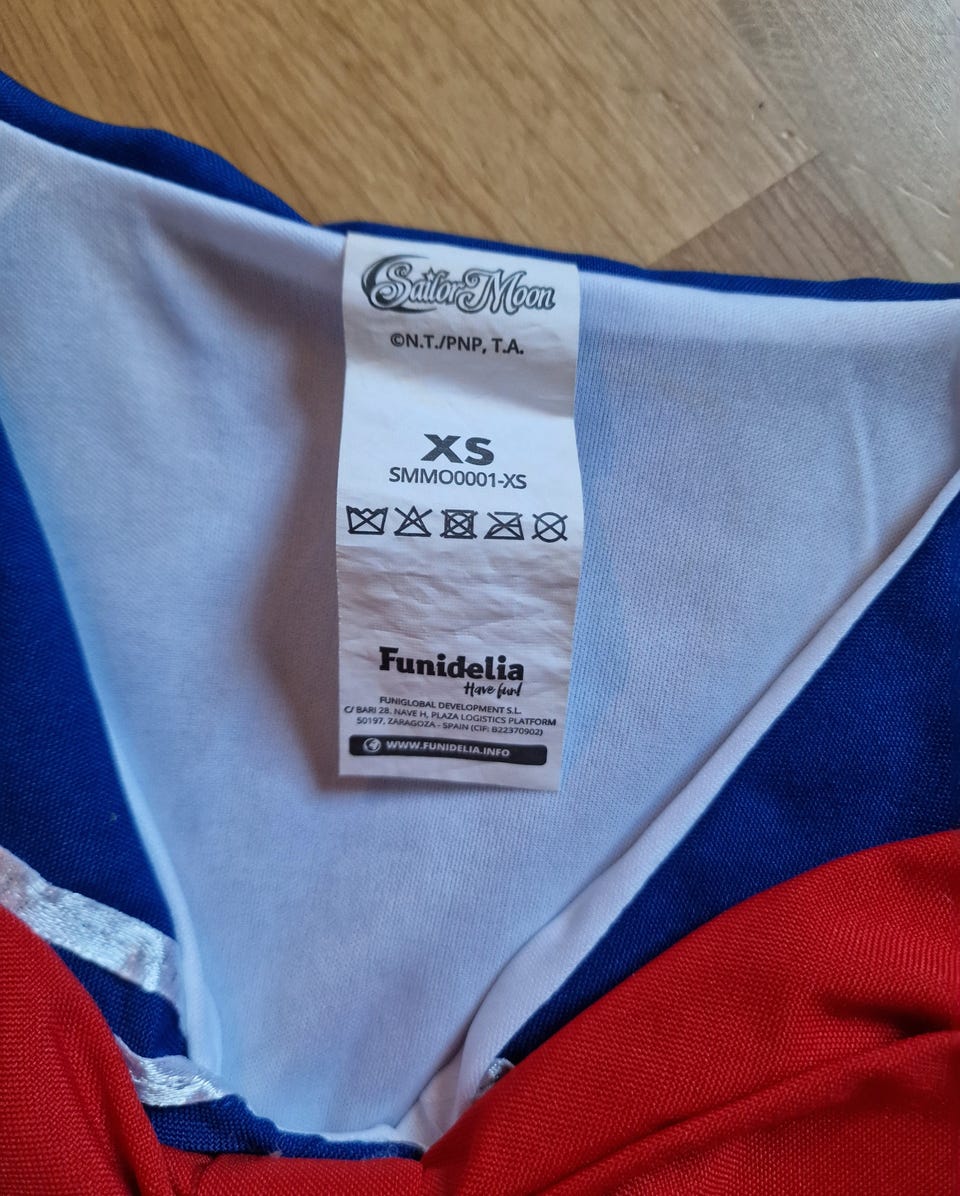 Sailor Moon
©N.T./PNP, T.A.
XS
SMMO0001-XS
Funidelia
Have fun!
FUNIGLOBAL DEVELOPMENT S.L.
C/ BARI 28. NAVE H, PLAZA LOGISTICS PLATFORM
50197, ZARAGOZA - SPAIN (CIF: B22370902)
WWW.FUNIDELIA.INFO